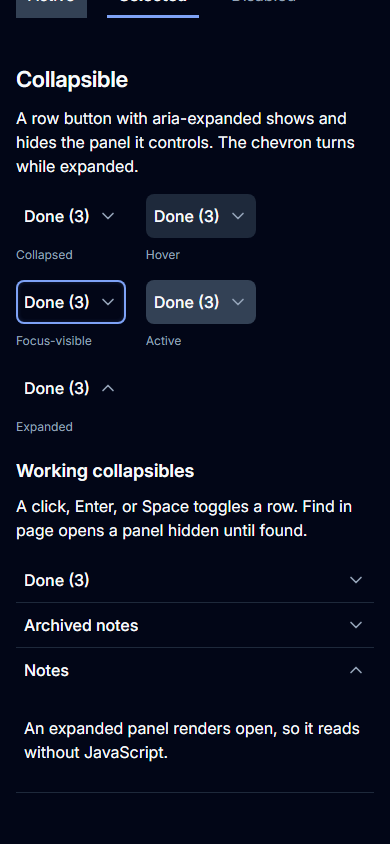 Active Selected Disabled
Collapsible
A row button with aria-expanded shows and
hides the panel it controls. The chevron turns
while expanded.
Done (3) Done (3)
Collapsed Hover
Done (3) Done (3)
Focus-visible Active
Done (3)
Expanded
Working collapsibles
A click, Enter, or Space toggles a row. Find in
page opens a panel hidden until found.
Done (3)
Archived notes
Notes
An expanded panel renders open, so it reads
without JavaScript.